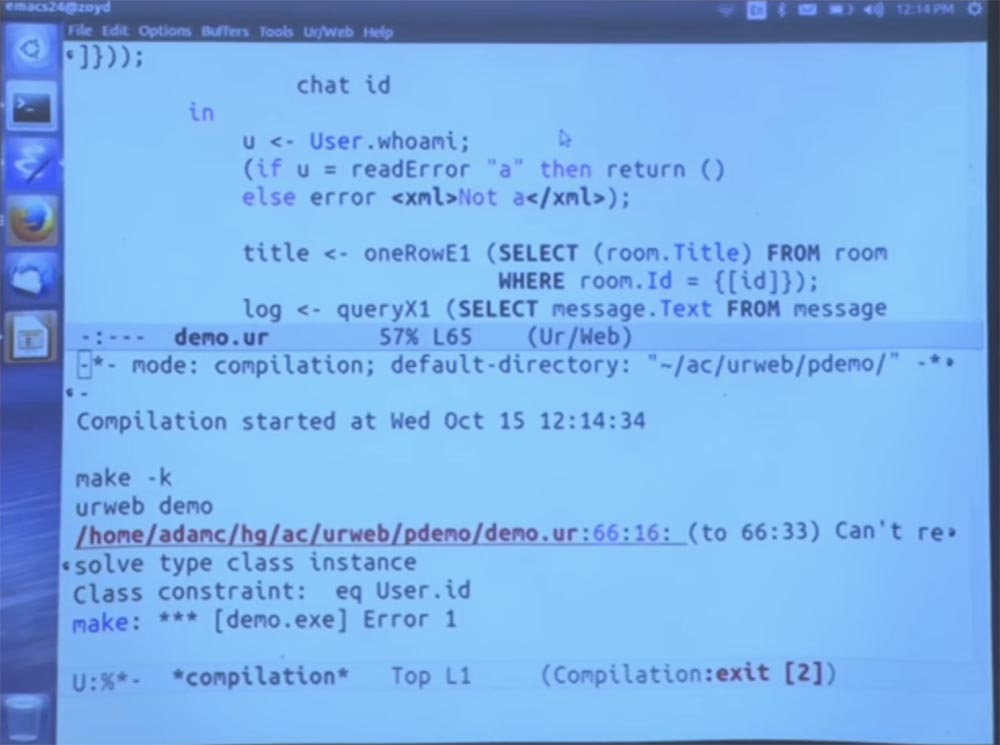 emacs24@zoyd
En 12:14 PM
File Edit Options Buffers Tools Ur/Web Help
]}));
chat id
in
u <- User.whoami;
(if u = readError "a" then return ()
else error <xml>Not a</xml>);
title <- oneRowE1 (SELECT (room.Title) FROM room
WHERE room.Id = {[id]});
log <- queryX1 (SELECT message.Text FROM message
-:--- demo.ur 57% L65 (Ur/Web)
-*- mode: compilation; default-directory: "~/ac/urweb/pdemo/" -*
-
Compilation started at Wed Oct 15 12:14:34
make -k
urweb demo
/home/adamc/hg/ac/urweb/pdemo/demo.ur:66:16: (to 66:33) Can't re
solve type class instance
Class constraint: eq User.id
make: *** [demo.exe] Error 1
U:%*- *compilation* Top L1 (Compilation:exit [2])